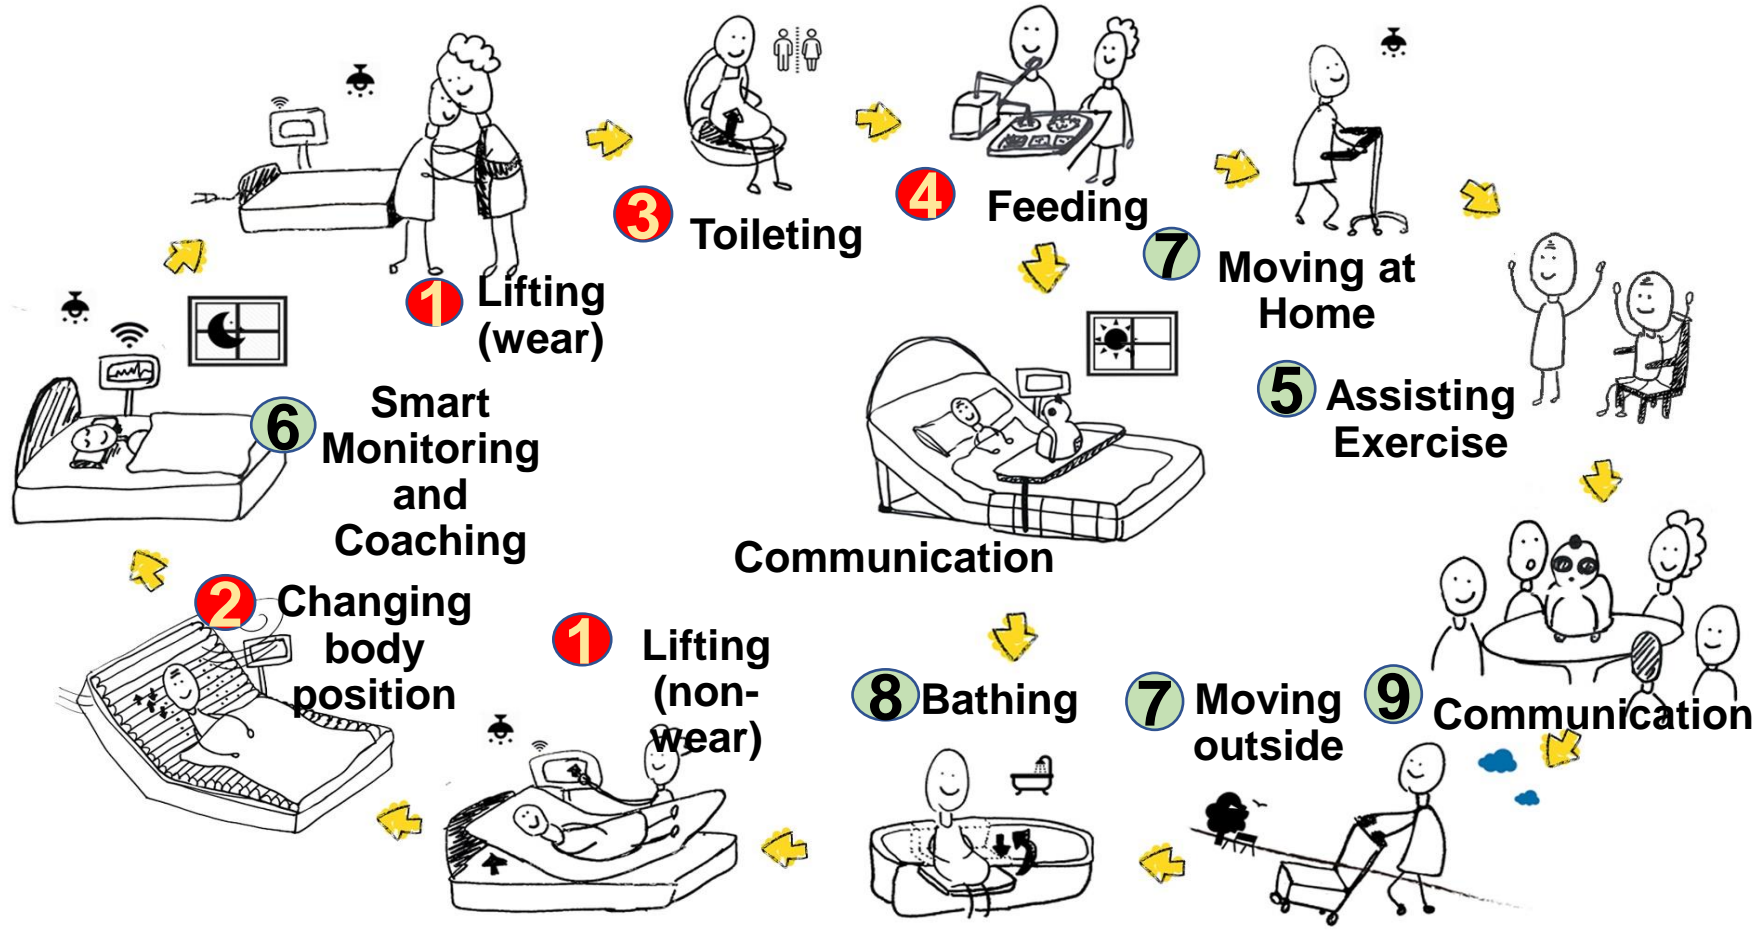 1 Lifting
(wear)
3 Toileting
4 Feeding
7 Moving at
Home
5 Assisting
Exercise
6 Smart
Monitoring
and
Coaching
Communication
2 Changing
body
position
1 Lifting
(non-
wear)
8 Bathing
7 Moving
outside
9 Communication